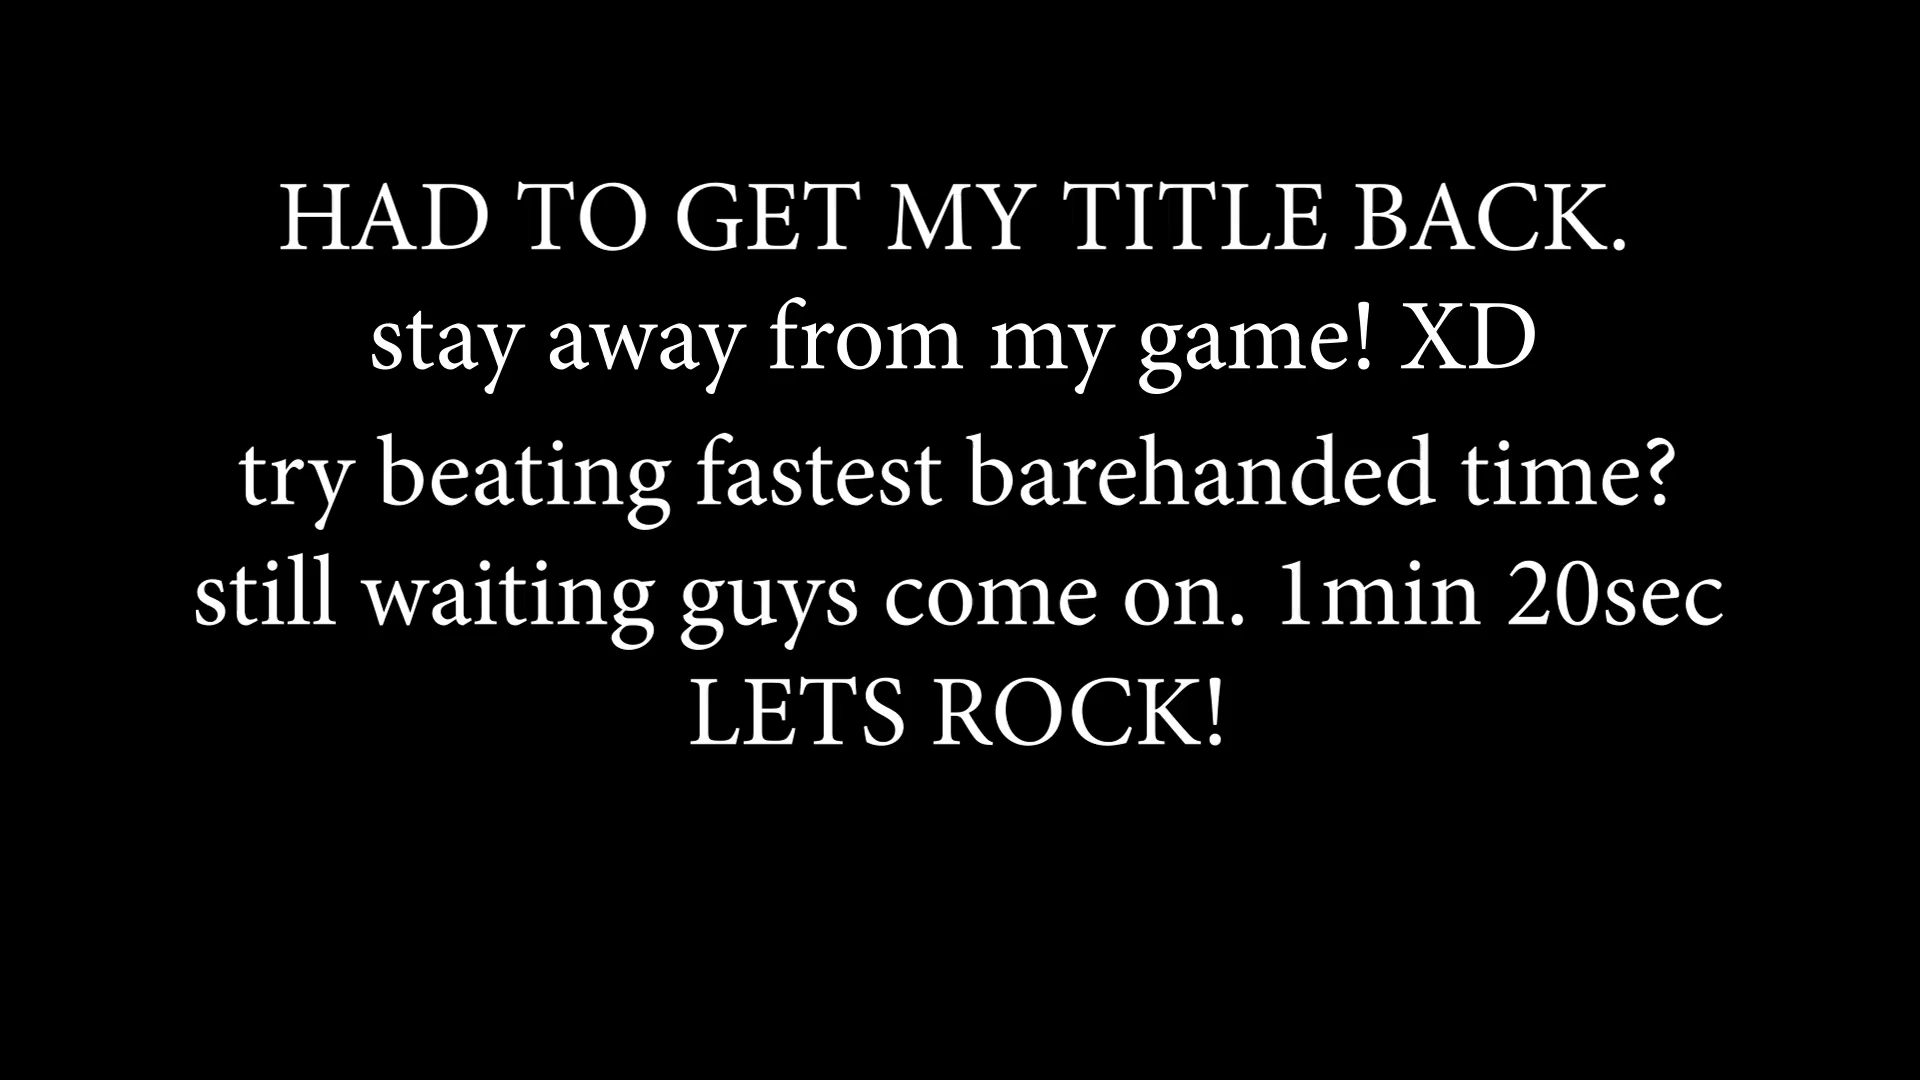 HAD TO GET MY TITLE BACK.
stay away from my game! XD
try beating fastest barehanded time?
still waiting guys come on. 1min 20sec
LETS ROCK!